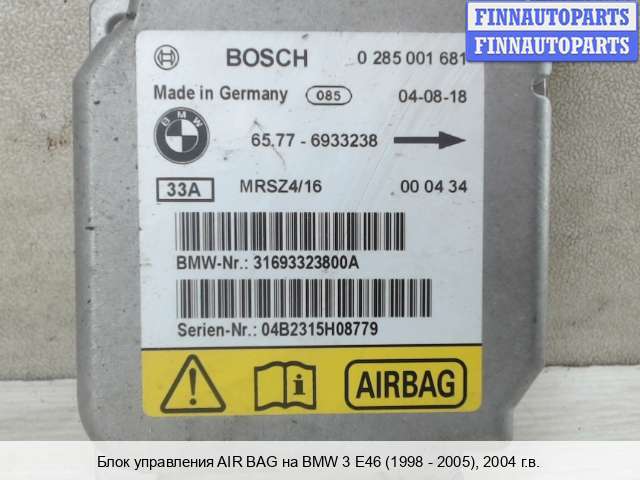 FINNAUTOPARTS
FINNAUTOPARTS
BOSCH 0 285 001 681
Made in Germany 085 04-08-18
BMW
65.77 - 6933238
33A MRSZ4/16 00 0434
BMW-Nr.: 31693323800A
Serien-Nr.: 04B2315H08779
AIRBAG
Блок управления AIR BAG на BMW 3 E46 (1998 - 2005), 2004 г.в.